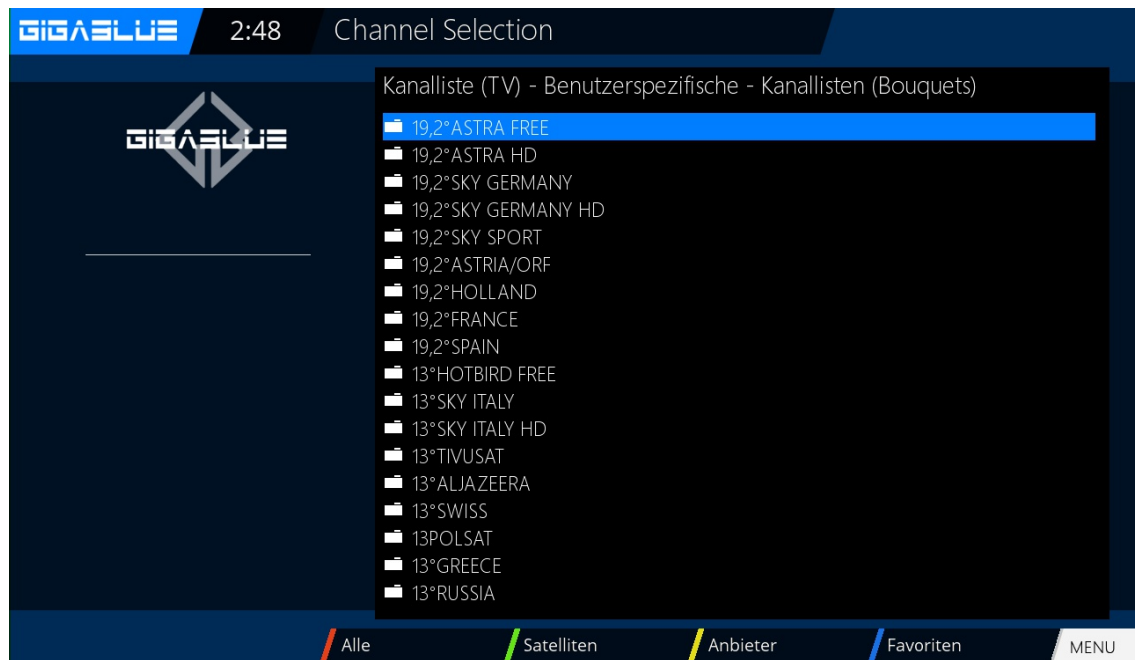 GIGABLUE 2:48 Channel Selection
GIGABLUE
Kanalliste (TV) - Benutzerspezifische - Kanallisten (Bouquets)
19,2°ASTRA FREE
19,2°ASTRA HD
19,2°SKY GERMANY
19,2°SKY GERMANY HD
19,2°SKY SPORT
19,2°ASTRIA/ORF
19,2°HOLLAND
19,2°FRANCE
19,2°SPAIN
13°HOTBIRD FREE
13°SKY ITALY
13°SKY ITALY HD
13°TIVUSAT
13°ALJAZEERA
13°SWISS
13POLSAT
13°GREECE
13°RUSSIA
Alle Satelliten Anbieter Favoriten MENU